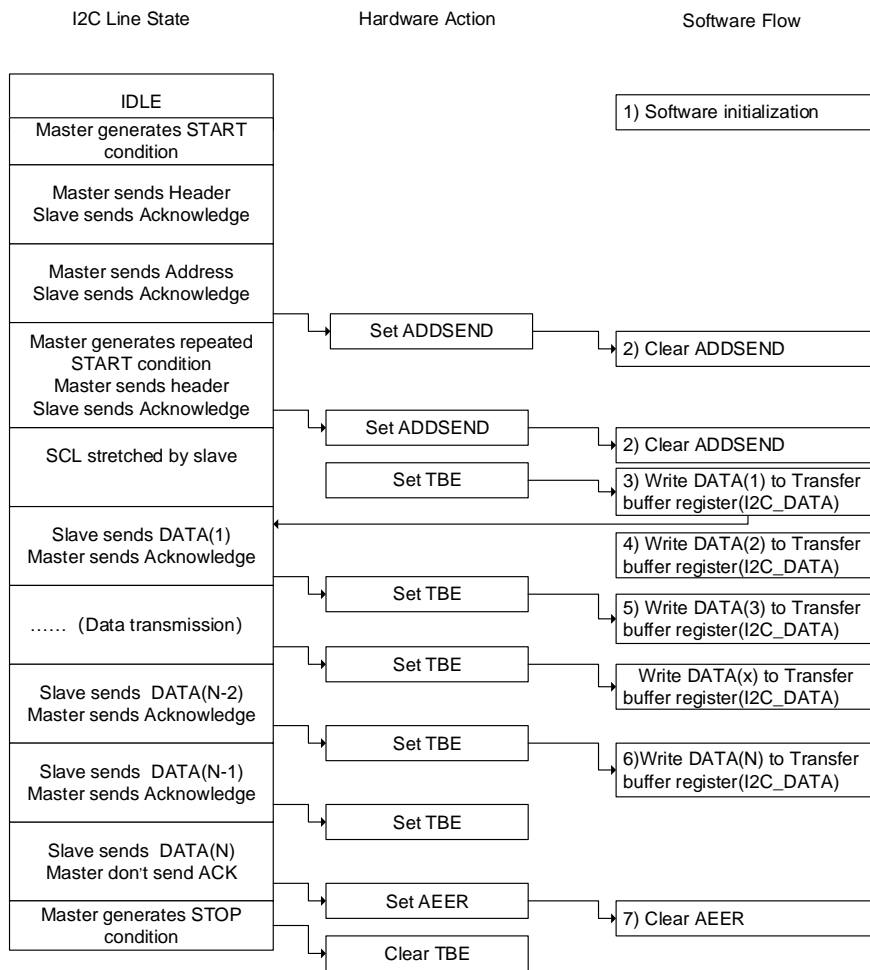 I2C Line State
Hardware Action
Software Flow
IDLE
1) Software initialization
Master generates START
condition
Master sends Header
Slave sends Acknowledge
Master sends Address
Slave sends Acknowledge
Set ADDSEND
2) Clear ADDSEND
Master generates repeated
START condition
Master sends header
Slave sends Acknowledge
Set ADDSEND
2) Clear ADDSEND
SCL stretched by slave
Set TBE
3) Write DATA(1) to Transfer
buffer register(I2C_DATA)
Slave sends DATA(1)
Master sends Acknowledge
4) Write DATA(2) to Transfer
buffer register(I2C_DATA)
Set TBE
5) Write DATA(3) to Transfer
buffer register(I2C_DATA)
…… (Data transmission)
Set TBE
Write DATA(x) to Transfer
buffer register(I2C_DATA)
Slave sends DATA(N-2)
Master sends Acknowledge
Set TBE
6)Write DATA(N) to Transfer
buffer register(I2C_DATA)
Slave sends DATA(N-1)
Master sends Acknowledge
Set TBE
Slave sends DATA(N)
Master don't send ACK
Set AEER
7) Clear AEER
Master generates STOP
condition
Clear TBE